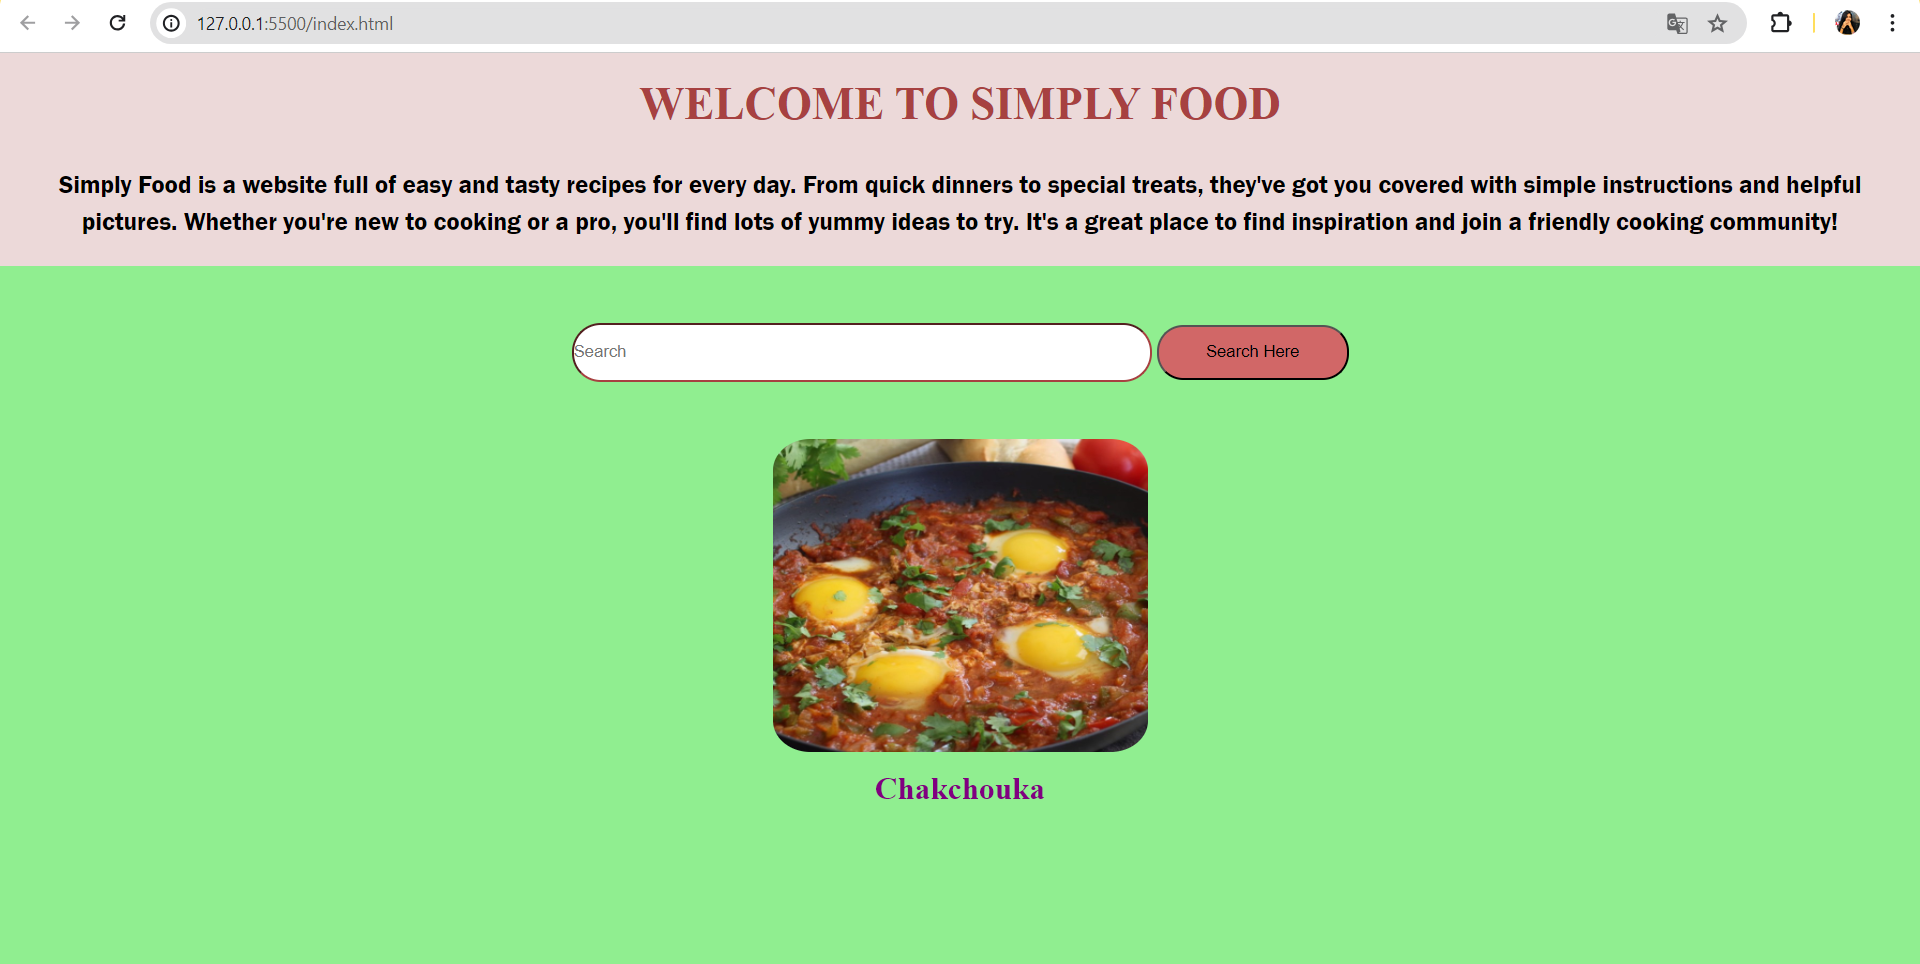 127.0.0.1:5500/index.html
WELCOME TO SIMPLY FOOD
Simply Food is a website full of easy and tasty recipes for every day. From quick dinners to special treats, they've got you covered with simple instructions and helpful
pictures. Whether you're new to cooking or a pro, you'll find lots of yummy ideas to try. It's a great place to find inspiration and join a friendly cooking community!
Search
Search Here
Chakchouka